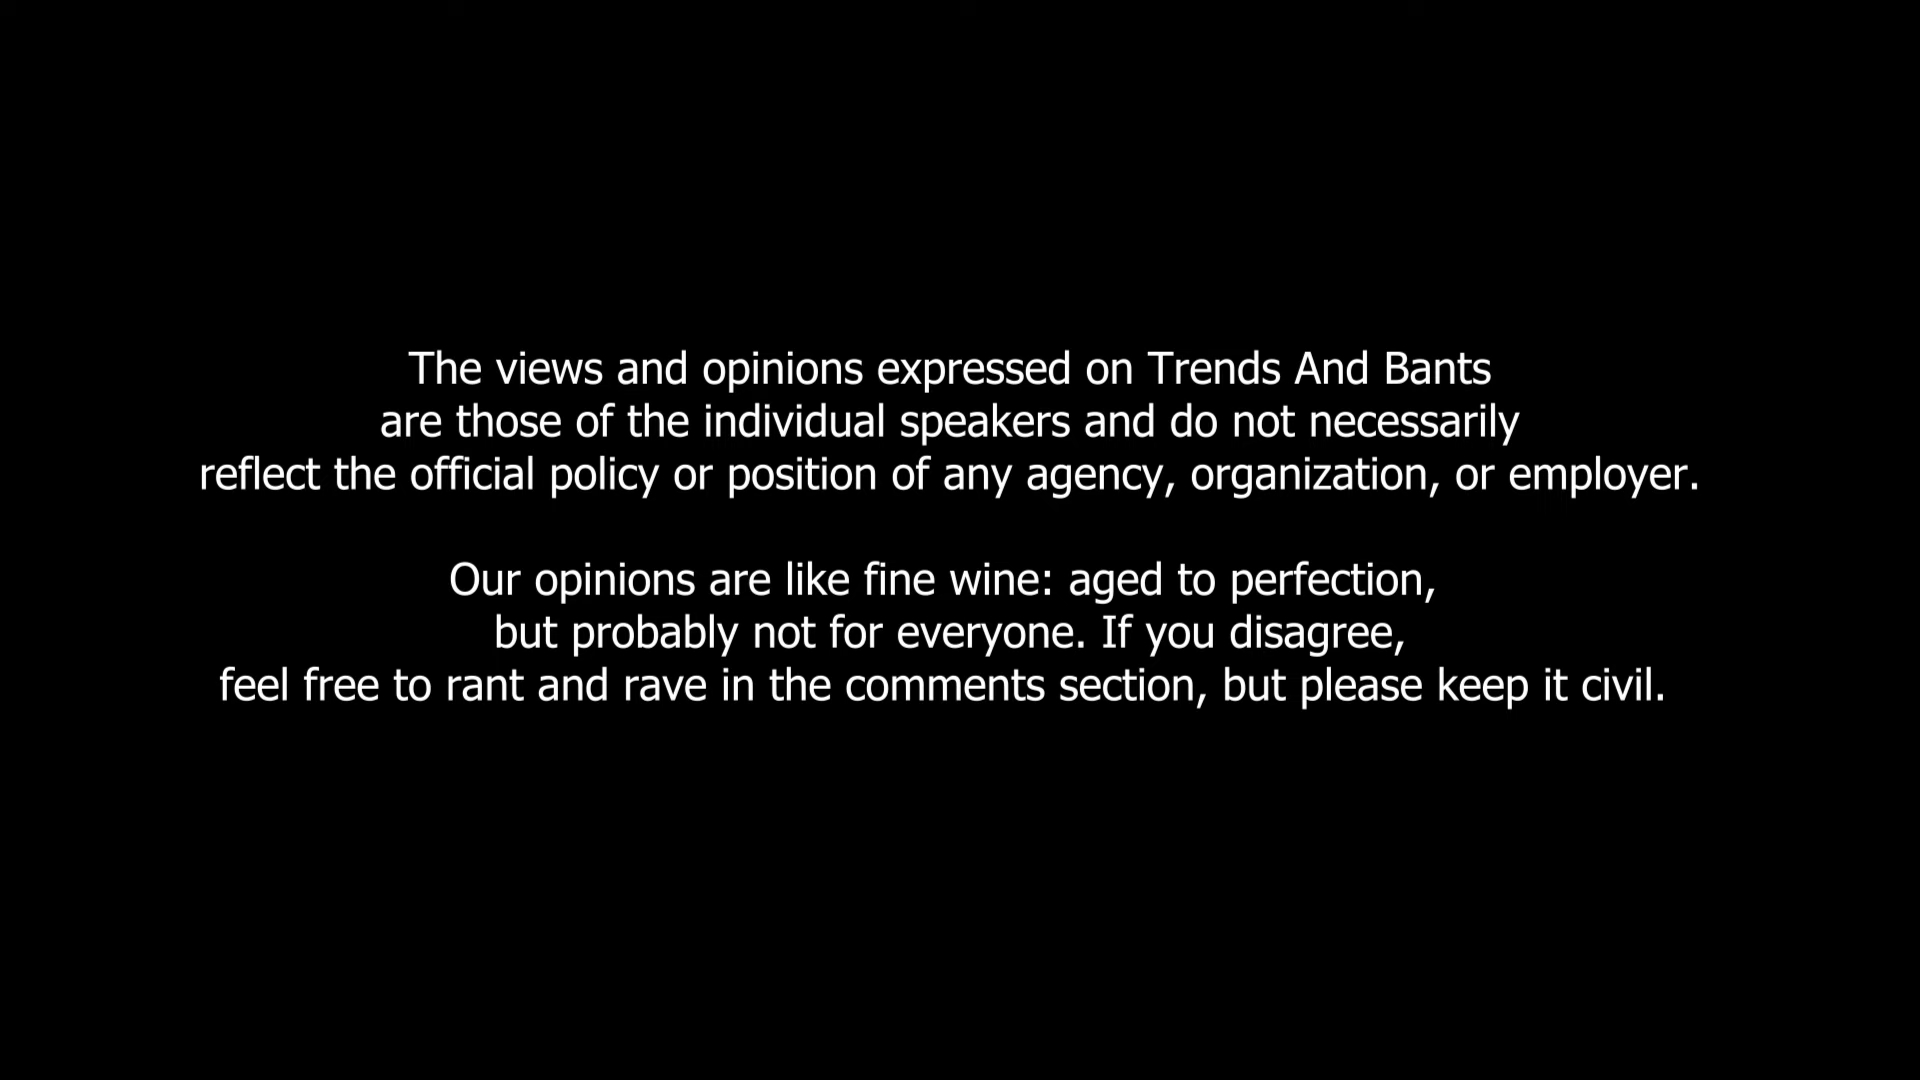 The views and opinions expressed on Trends And Bants
are those of the individual speakers and do not necessarily
reflect the official policy or position of any agency, organization, or employer.
Our opinions are like fine wine: aged to perfection,
but probably not for everyone. If you disagree,
feel free to rant and rave in the comments section, but please keep it civil.